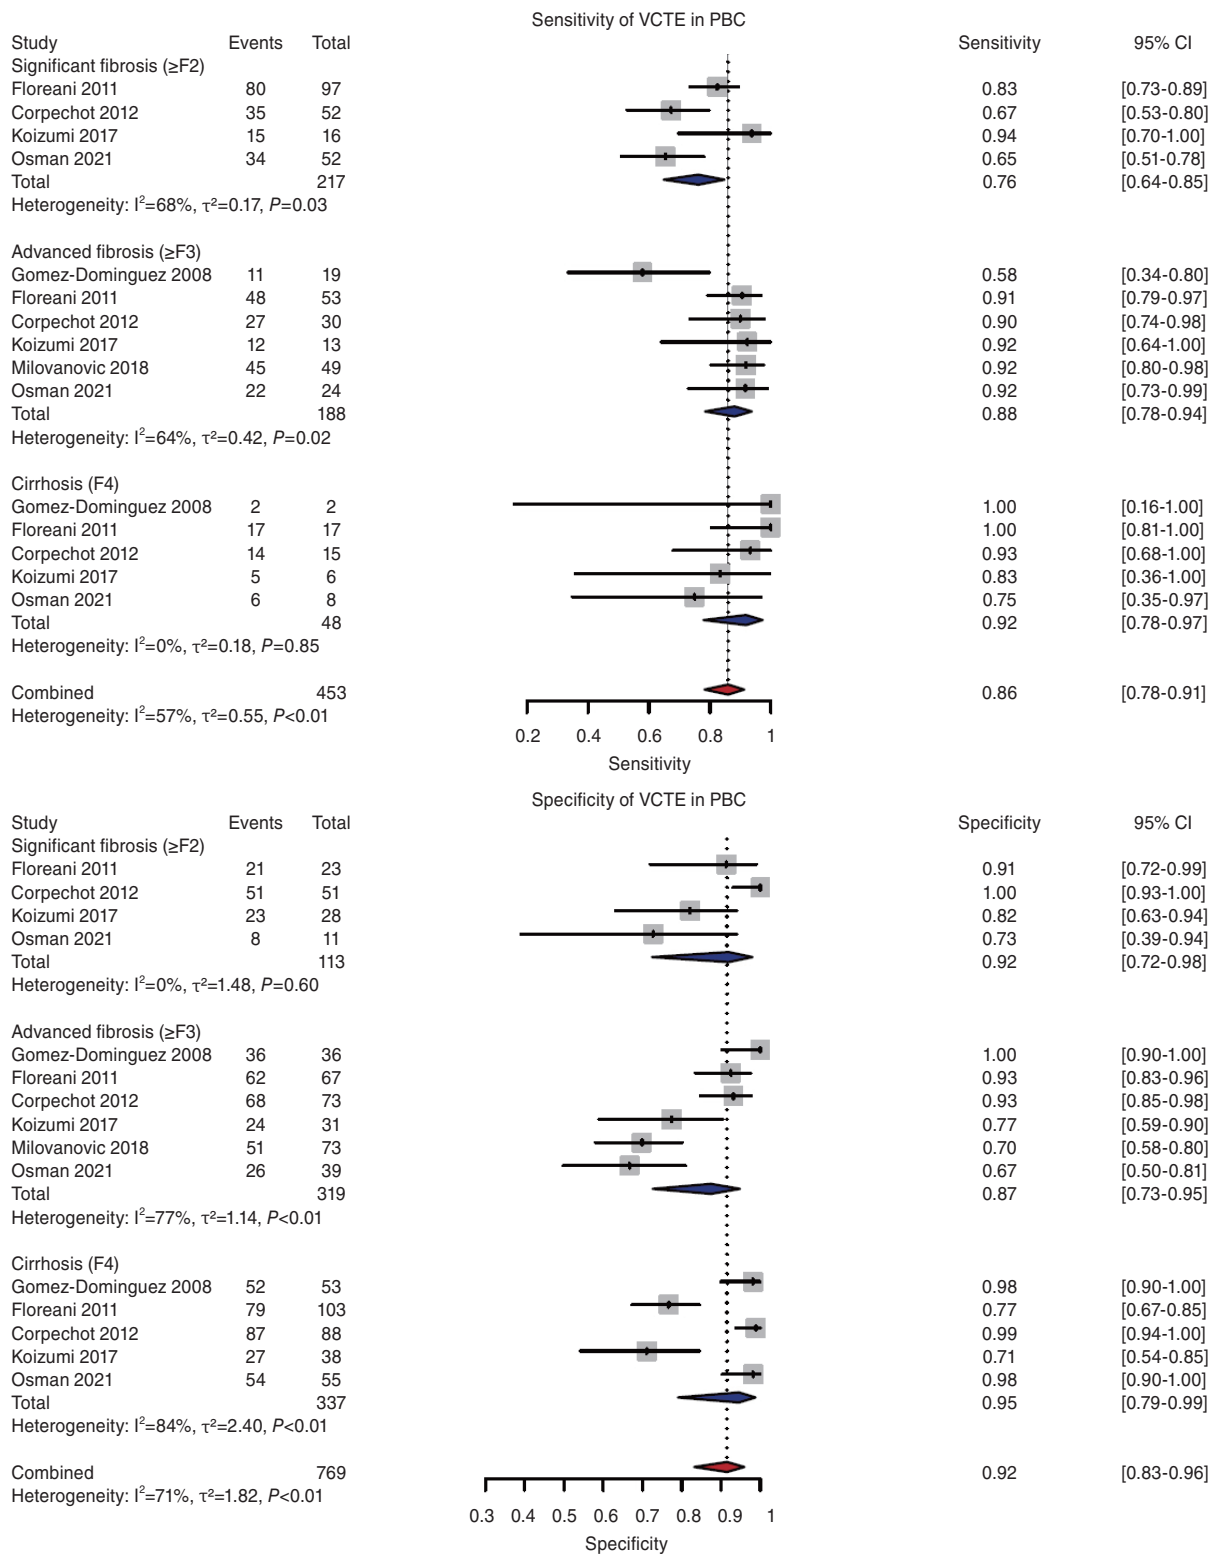 Sensitivity of VCTE in PBC
Study Events Total Sensitivity 95% CI
Significant fibrosis (≥F2)
Floreani 2011 80 97 0.83 [0.73-0.89]
Corpechot 2012 35 52 0.67 [0.53-0.80]
Koizumi 2017 15 16 0.94 [0.70-1.00]
Osman 2021 34 52 0.65 [0.51-0.78]
Total 217 0.76 [0.64-0.85]
Heterogeneity: I²=68%, τ²=0.17, P=0.03
Advanced fibrosis (≥F3)
Gomez-Dominguez 2008 11 19 0.58 [0.34-0.80]
Floreani 2011 48 53 0.91 [0.79-0.97]
Corpechot 2012 27 30 0.90 [0.74-0.98]
Koizumi 2017 12 13 0.92 [0.64-1.00]
Milovanovic 2018 45 49 0.92 [0.80-0.98]
Osman 2021 22 24 0.92 [0.73-0.99]
Total 188 0.88 [0.78-0.94]
Heterogeneity: I²=64%, τ²=0.42, P=0.02
Cirrhosis (F4)
Gomez-Dominguez 2008 2 2 1.00 [0.16-1.00]
Floreani 2011 17 17 1.00 [0.81-1.00]
Corpechot 2012 14 15 0.93 [0.68-1.00]
Koizumi 2017 5 6 0.83 [0.36-1.00]
Osman 2021 6 8 0.75 [0.35-0.97]
Total 48 0.92 [0.78-0.97]
Heterogeneity: I²=0%, τ²=0.18, P=0.85
Combined 453 0.86 [0.78-0.91]
Heterogeneity: I²=57%, τ²=0.55, P<0.01
0.2 0.4 0.6 0.8 1
Sensitivity
Specificity of VCTE in PBC
Study Events Total Specificity 95% CI
Significant fibrosis (≥F2)
Floreani 2011 21 23 0.91 [0.72-0.99]
Corpechot 2012 51 51 1.00 [0.93-1.00]
Koizumi 2017 23 28 0.82 [0.63-0.94]
Osman 2021 8 11 0.73 [0.39-0.94]
Total 113 0.92 [0.72-0.98]
Heterogeneity: I²=0%, τ²=1.48, P=0.60
Advanced fibrosis (≥F3)
Gomez-Dominguez 2008 36 36 1.00 [0.90-1.00]
Floreani 2011 62 67 0.93 [0.83-0.96]
Corpechot 2012 68 73 0.93 [0.85-0.98]
Koizumi 2017 24 31 0.77 [0.59-0.90]
Milovanovic 2018 51 73 0.70 [0.58-0.80]
Osman 2021 26 39 0.67 [0.50-0.81]
Total 319 0.87 [0.73-0.95]
Heterogeneity: I²=77%, τ²=1.14, P<0.01
Cirrhosis (F4)
Gomez-Dominguez 2008 52 53 0.98 [0.90-1.00]
Floreani 2011 79 103 0.77 [0.67-0.85]
Corpechot 2012 87 88 0.99 [0.94-1.00]
Koizumi 2017 27 38 0.71 [0.54-0.85]
Osman 2021 54 55 0.98 [0.90-1.00]
Total 337 0.95 [0.79-0.99]
Heterogeneity: I²=84%, τ²=2.40, P<0.01
Combined 769 0.92 [0.83-0.96]
Heterogeneity: I²=71%, τ²=1.82, P<0.01
0.3 0.4 0.5 0.6 0.7 0.8 0.9 1
Specificity